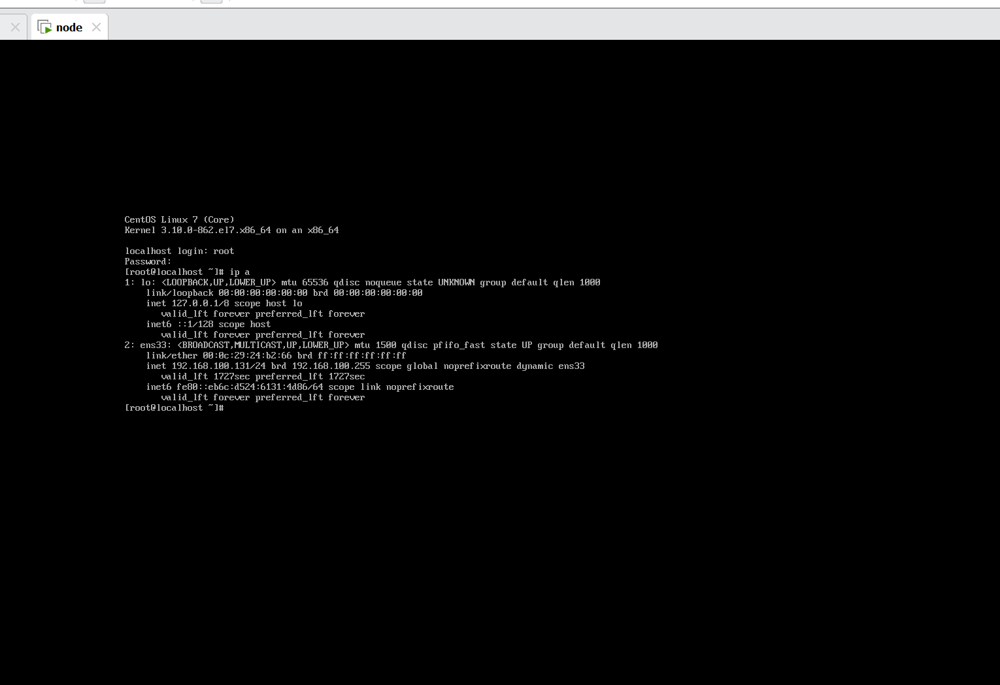 node
CentOS Linux 7 (Core)
Kernel 3.10.0-862.el7.x86_64 on an x86_64
localhost login: root
Password:
[root@localhost ~]# ip a
1: lo: <LOOPBACK,UP,LOWER_UP> mtu 65536 qdisc noqueue state UNKNOWN group default qlen 1000
    link/loopback 00:00:00:00:00:00 brd 00:00:00:00:00:00
    inet 127.0.0.1/8 scope host lo
       valid_lft forever preferred_lft forever
    inet6 ::1/128 scope host
       valid_lft forever preferred_lft forever
2: ens33: <BROADCAST,MULTICAST,UP,LOWER_UP> mtu 1500 qdisc pfifo_fast state UP group default qlen 1000
    link/ether 00:0c:29:24:b2:66 brd ff:ff:ff:ff:ff:ff
    inet 192.168.100.131/24 brd 192.168.100.255 scope global noprefixroute dynamic ens33
       valid_lft 1727sec preferred_lft 1727sec
    inet6 fe80::eb6c:d524:6131:4d86/64 scope link noprefixroute
       valid_lft forever preferred_lft forever
[root@localhost ~]#